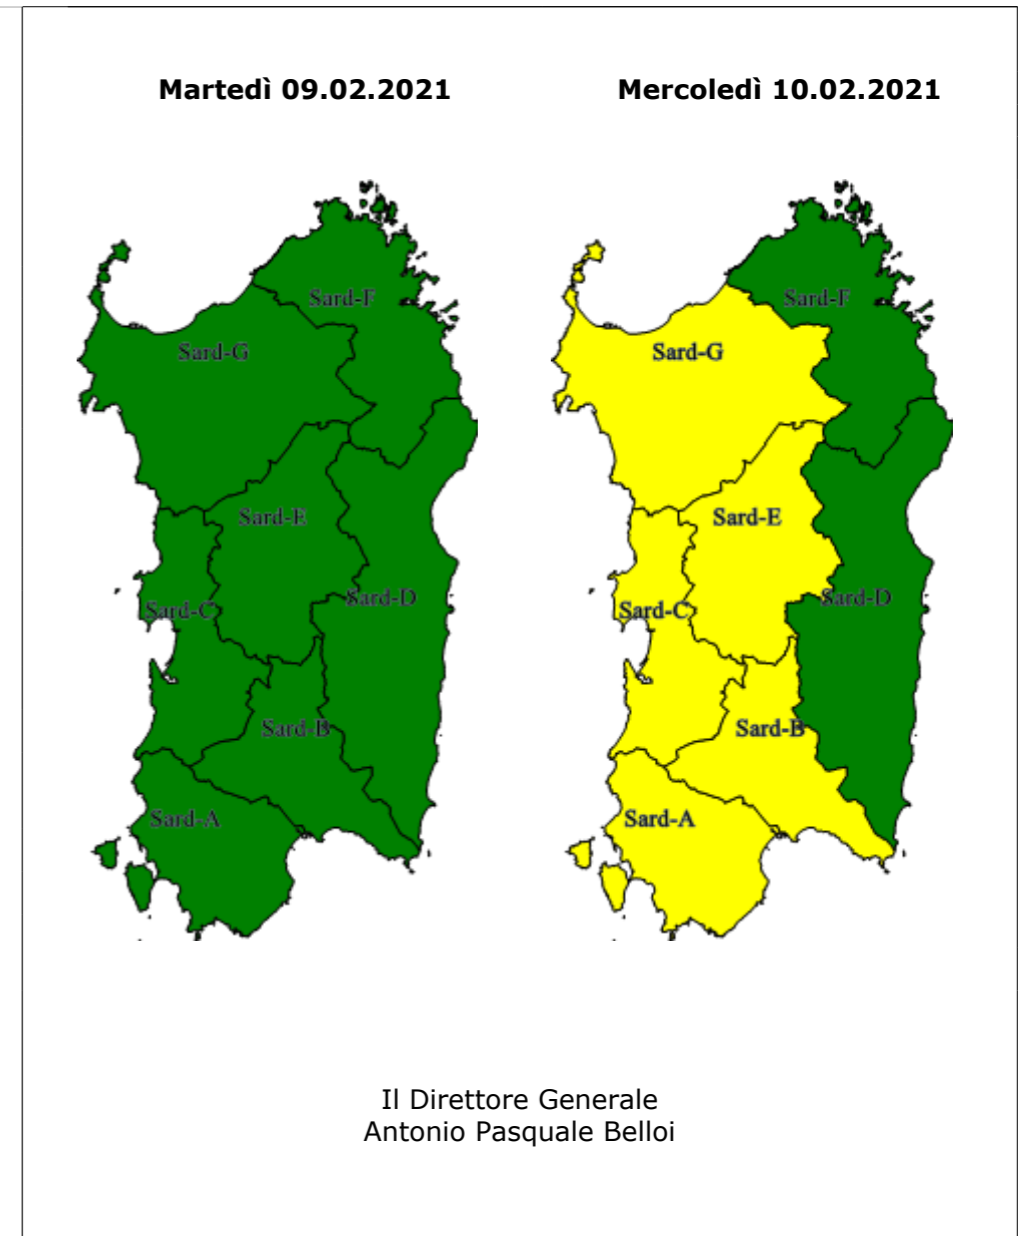 Martedì 09.02.2021
Mercoledì 10.02.2021
Sard-F
Sard-G
Sard-E
Sard-D
Sard-C
Sard-B
Sard-A
Sard-F
Sard-G
Sard-E
Sard-D
Sard-C
Sard-B
Sard-A
Il Direttore Generale
Antonio Pasquale Belloi